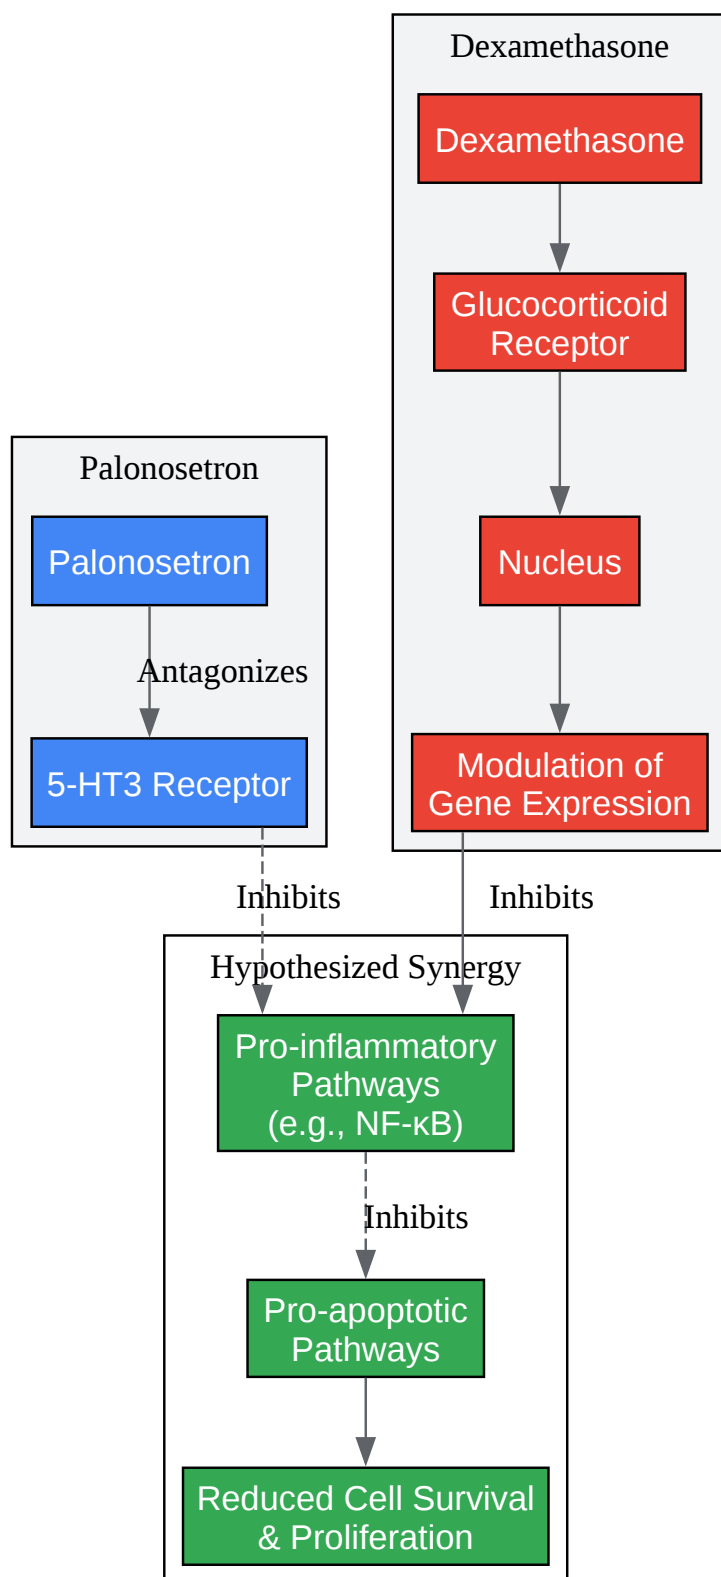 Dexamethasone
Dexamethasone
Glucocorticoid
Receptor
Palonosetron
Palonosetron
Nucleus
Antagonizes
5-HT3 Receptor
Modulation of
Gene Expression
Inhibits
Inhibits
Hypothesized Synergy
Pro-inflammatory
Pathways
(e.g., NF-κB)
Inhibits
Pro-apoptotic
Pathways
Reduced Cell Survival
& Proliferation